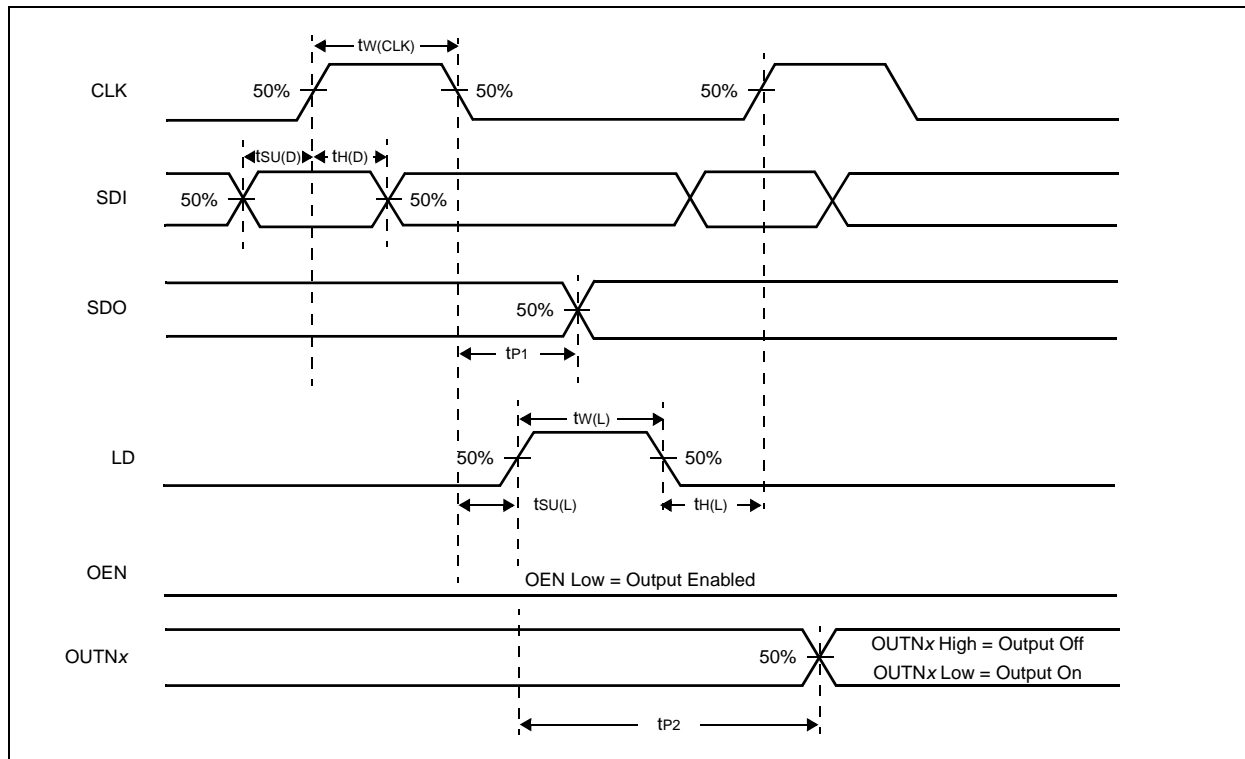 tW(CLK)
CLK
50%
50%
50%
tSU(D)
tH(D)
SDI
50%
50%
SDO
50%
tP1
tW(L)
LD
50%
50%
tSU(L)
tH(L)
OEN
OEN Low = Output Enabled
OUTNx
50%
OUTNx High = Output Off
OUTNx Low = Output On
tP2